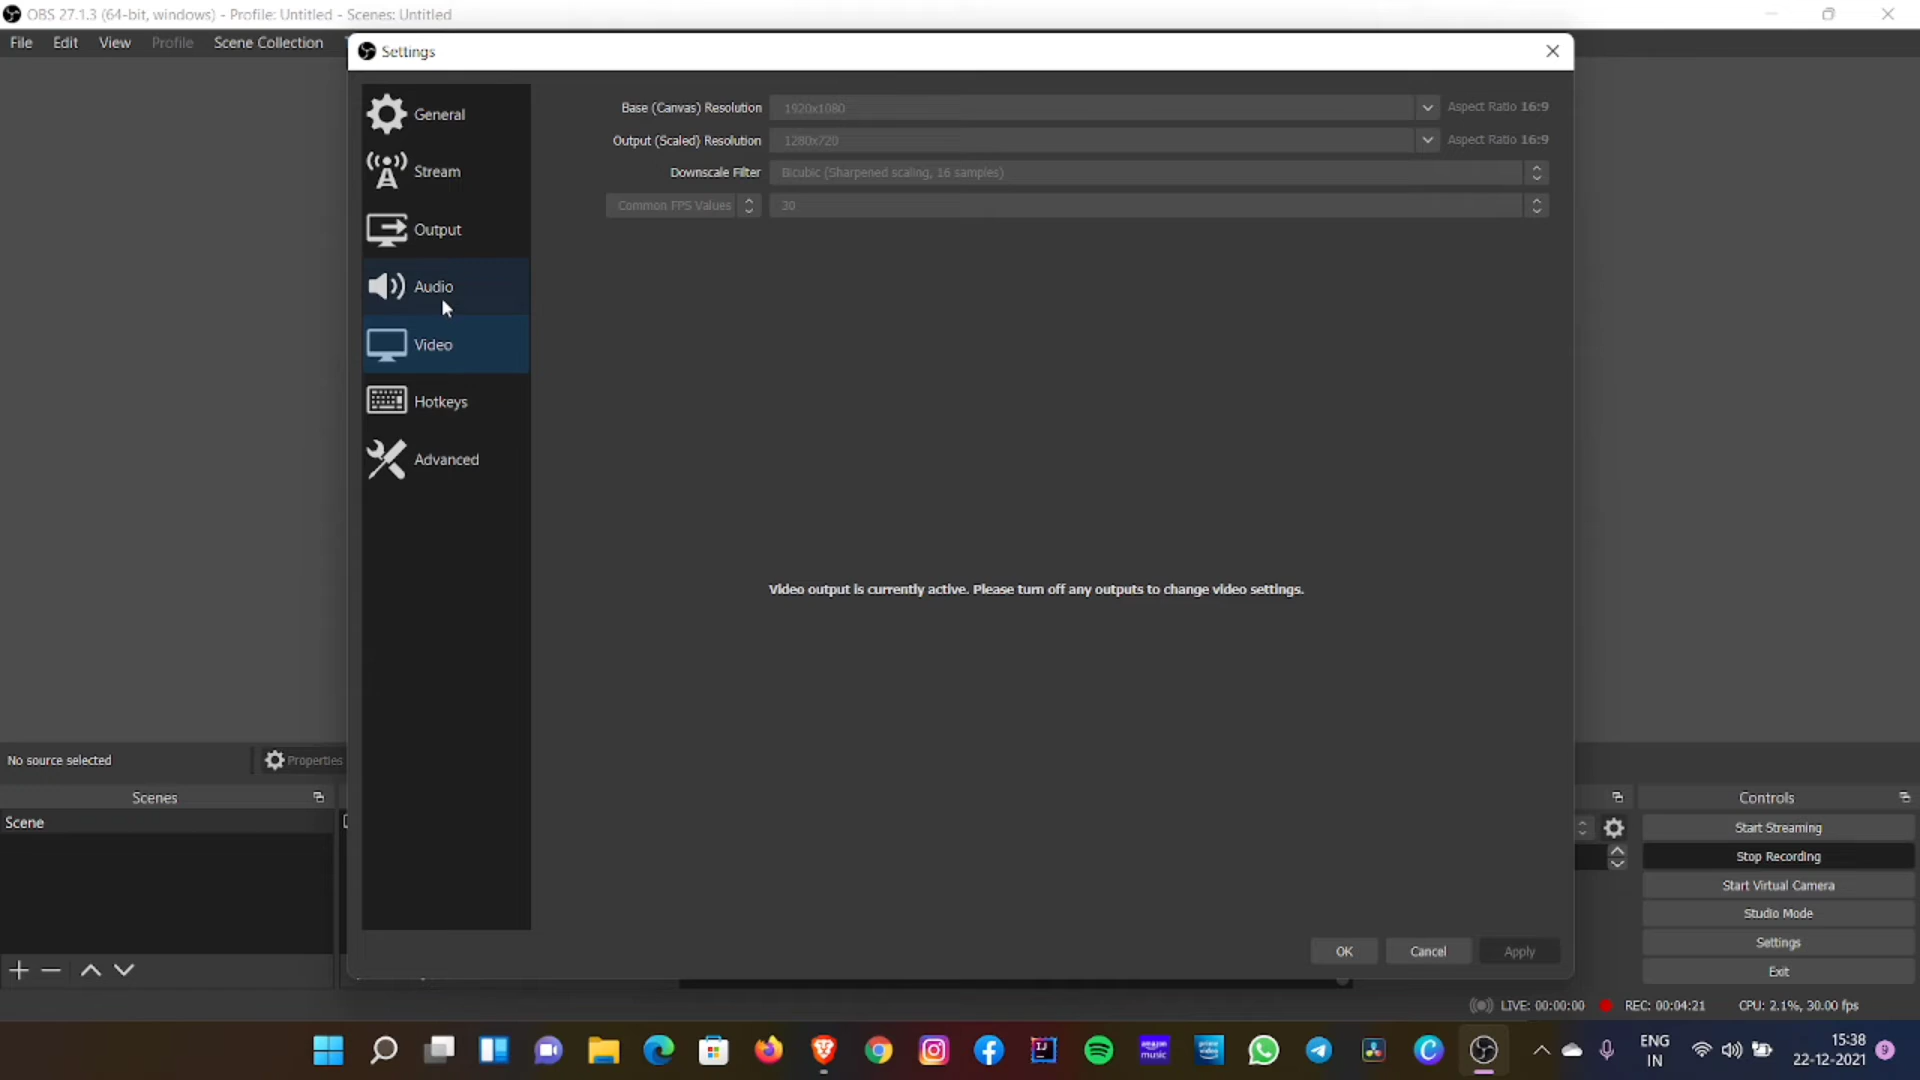 OBS 27.1.3 (64-bit, windows) - Profile: Untitled - Scenes: Untitled
File Edit View Profile Scene Collection
Settings
General
Stream
Output
Audio
Video
Hotkeys
Advanced
Base (Canvas) Resolution 1920x1080 Aspect Ratio 16:9
Output (Scaled) Resolution 1280x720 Aspect Ratio 16:9
Downscale Filter Bicubic (Sharpened scaling, 16 samples)
Common FPS Values 30
Video output is currently active. Please turn off any outputs to change video settings.
OK Cancel Apply
No source selected Properties
Scenes
Scene
Controls
Start Streaming
Stop Recording
Start Virtual Camera
Studio Mode
Settings
Exit
LIVE: 00:00:00 REC: 00:04:21 CPU: 2.1%, 30.00 fps
IJ
music
prime video
C
ENG
IN
15:38
22-12-2021
9